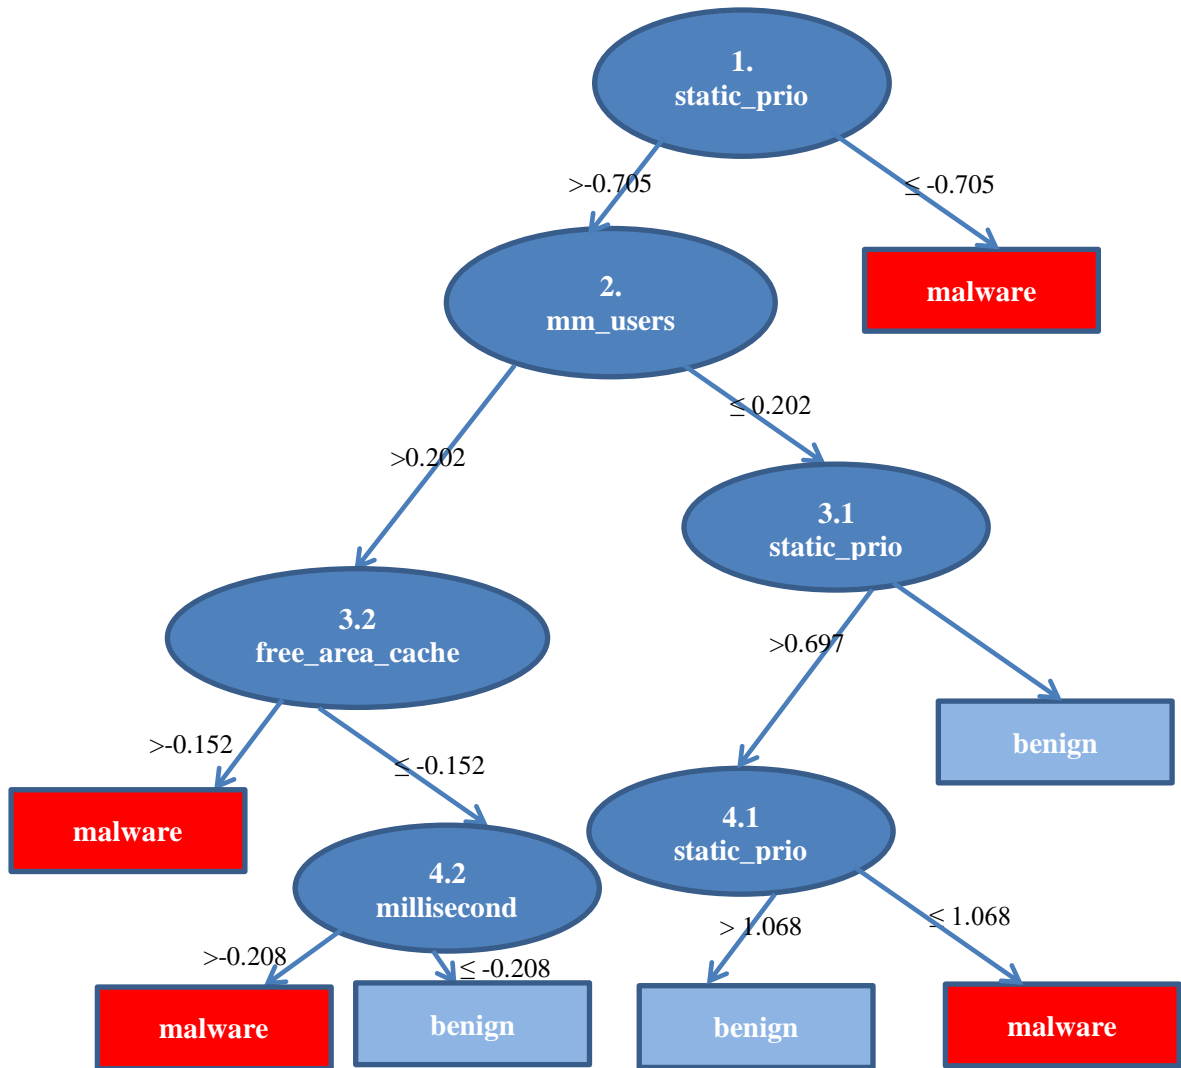 1.
static_prio
>-0.705
≤ -0.705
2.
mm_users
malware
>0.202
≤ 0.202
3.1
static_prio
3.2
free_area_cache
>0.697
>-0.152
≤ -0.152
benign
malware
4.1
static_prio
4.2
millisecond
> 1.068
≤ 1.068
>-0.208
≤ -0.208
malware
benign
benign
malware